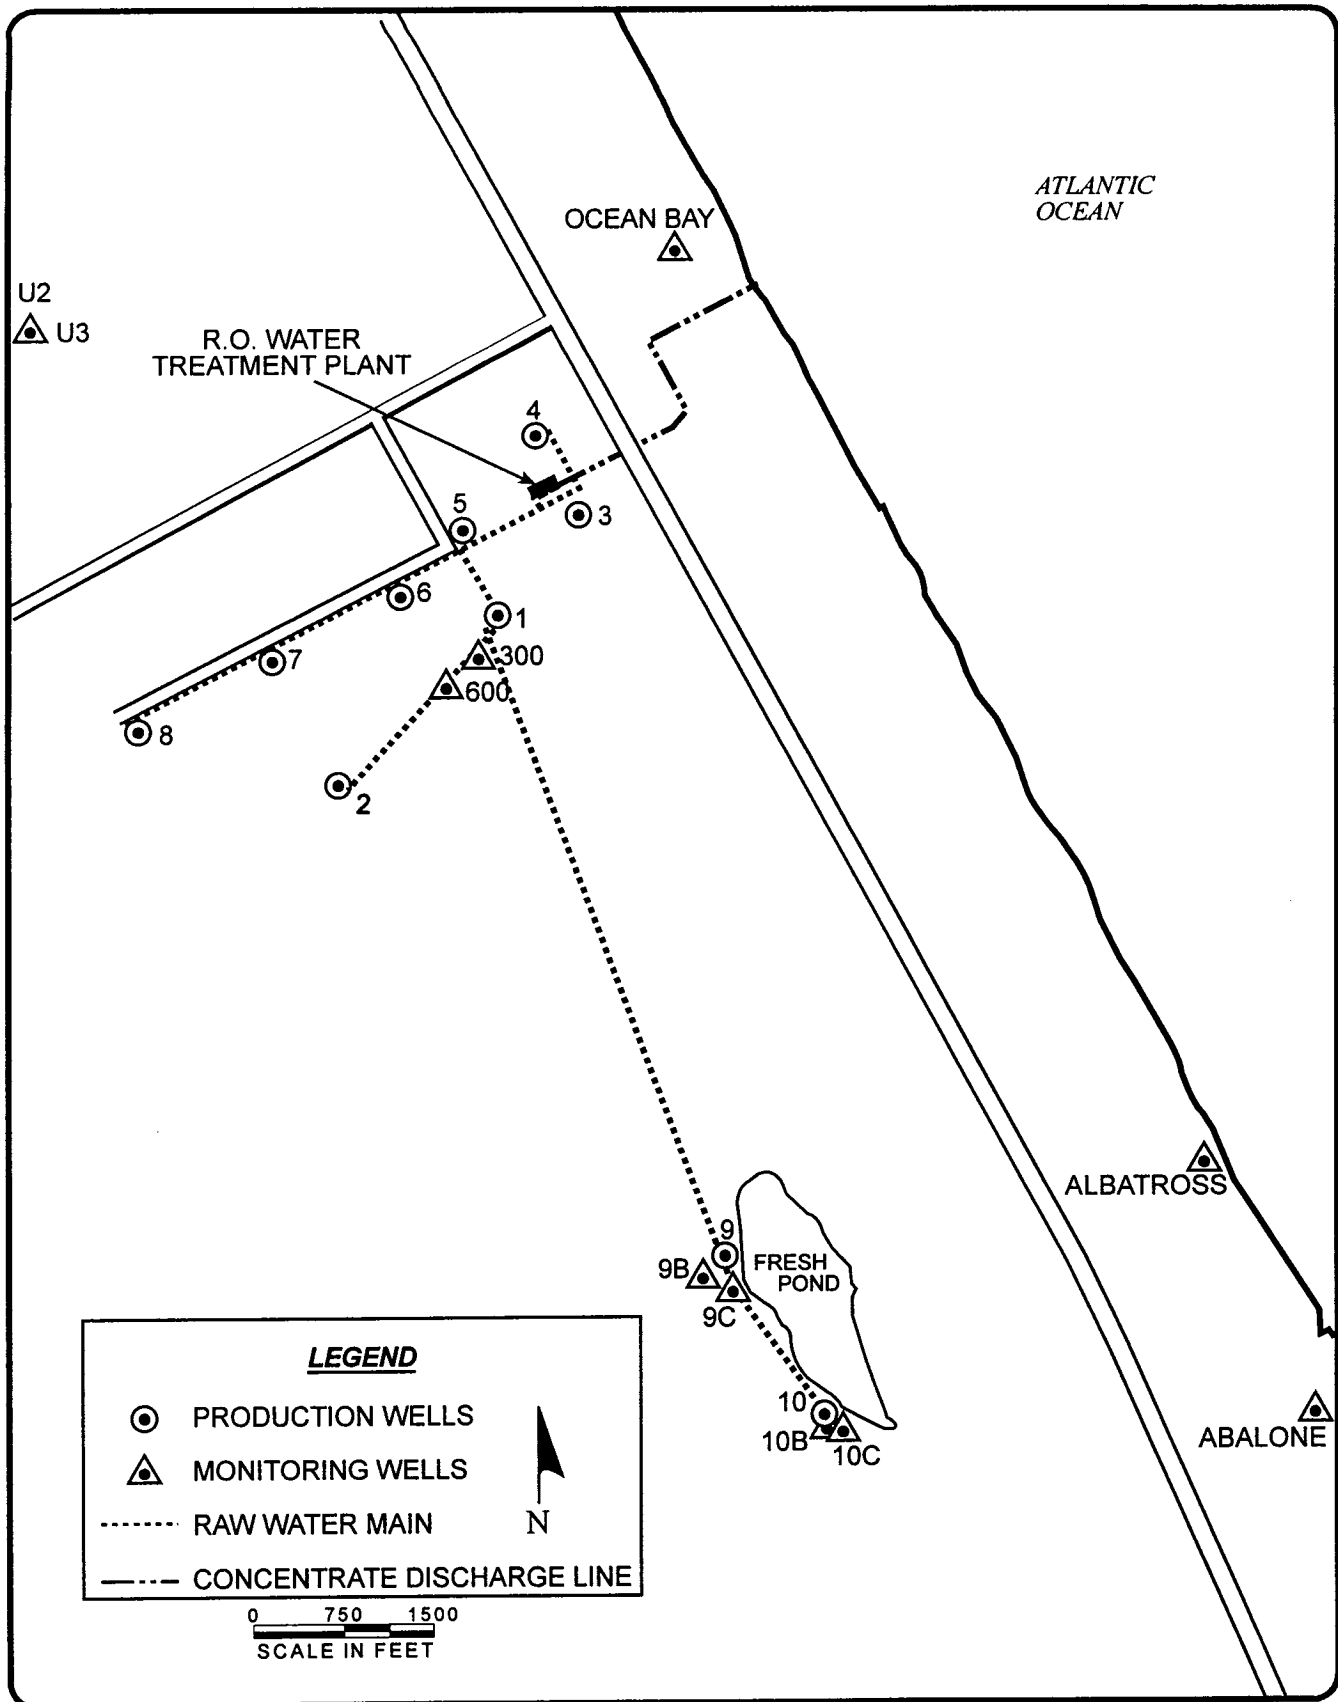 ATLANTIC
OCEAN
OCEAN BAY
U2
U3
R.O. WATER
TREATMENT PLANT
4
5
3
6
1
7
300
600
8
2
ALBATROSS
9
FRESH
POND
9B
9C
10
10B
10C
ABALONE
LEGEND
PRODUCTION WELLS
MONITORING WELLS
RAW WATER MAIN
N
CONCENTRATE DISCHARGE LINE
0 750 1500
SCALE IN FEET